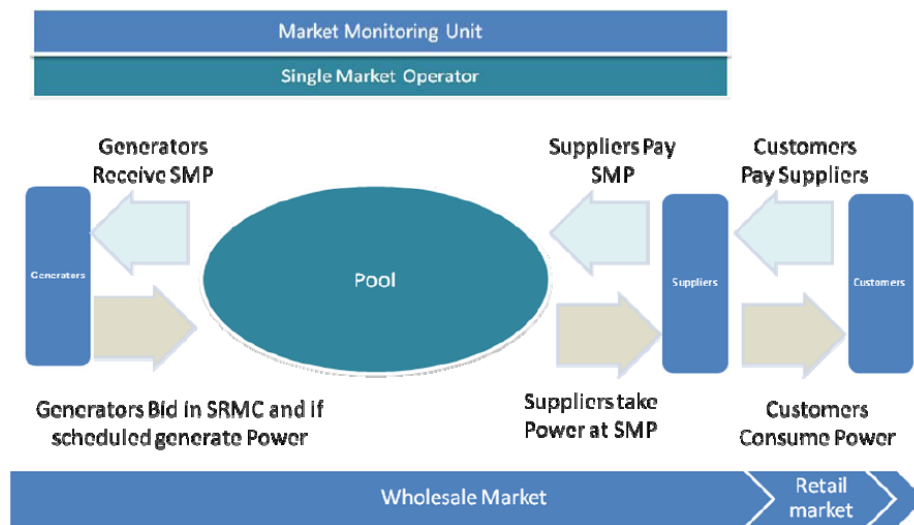 Market Monitoring Unit
Single Market Operator
Generators
Receive SMP
Suppliers Pay
SMP
Customers
Pay Suppliers
Generators
Pool
Suppliers
Customers
Generators Bid in SRMC and if
scheduled generate Power
Suppliers take
Power at SMP
Customers
Consume Power
Wholesale Market
Retail
market